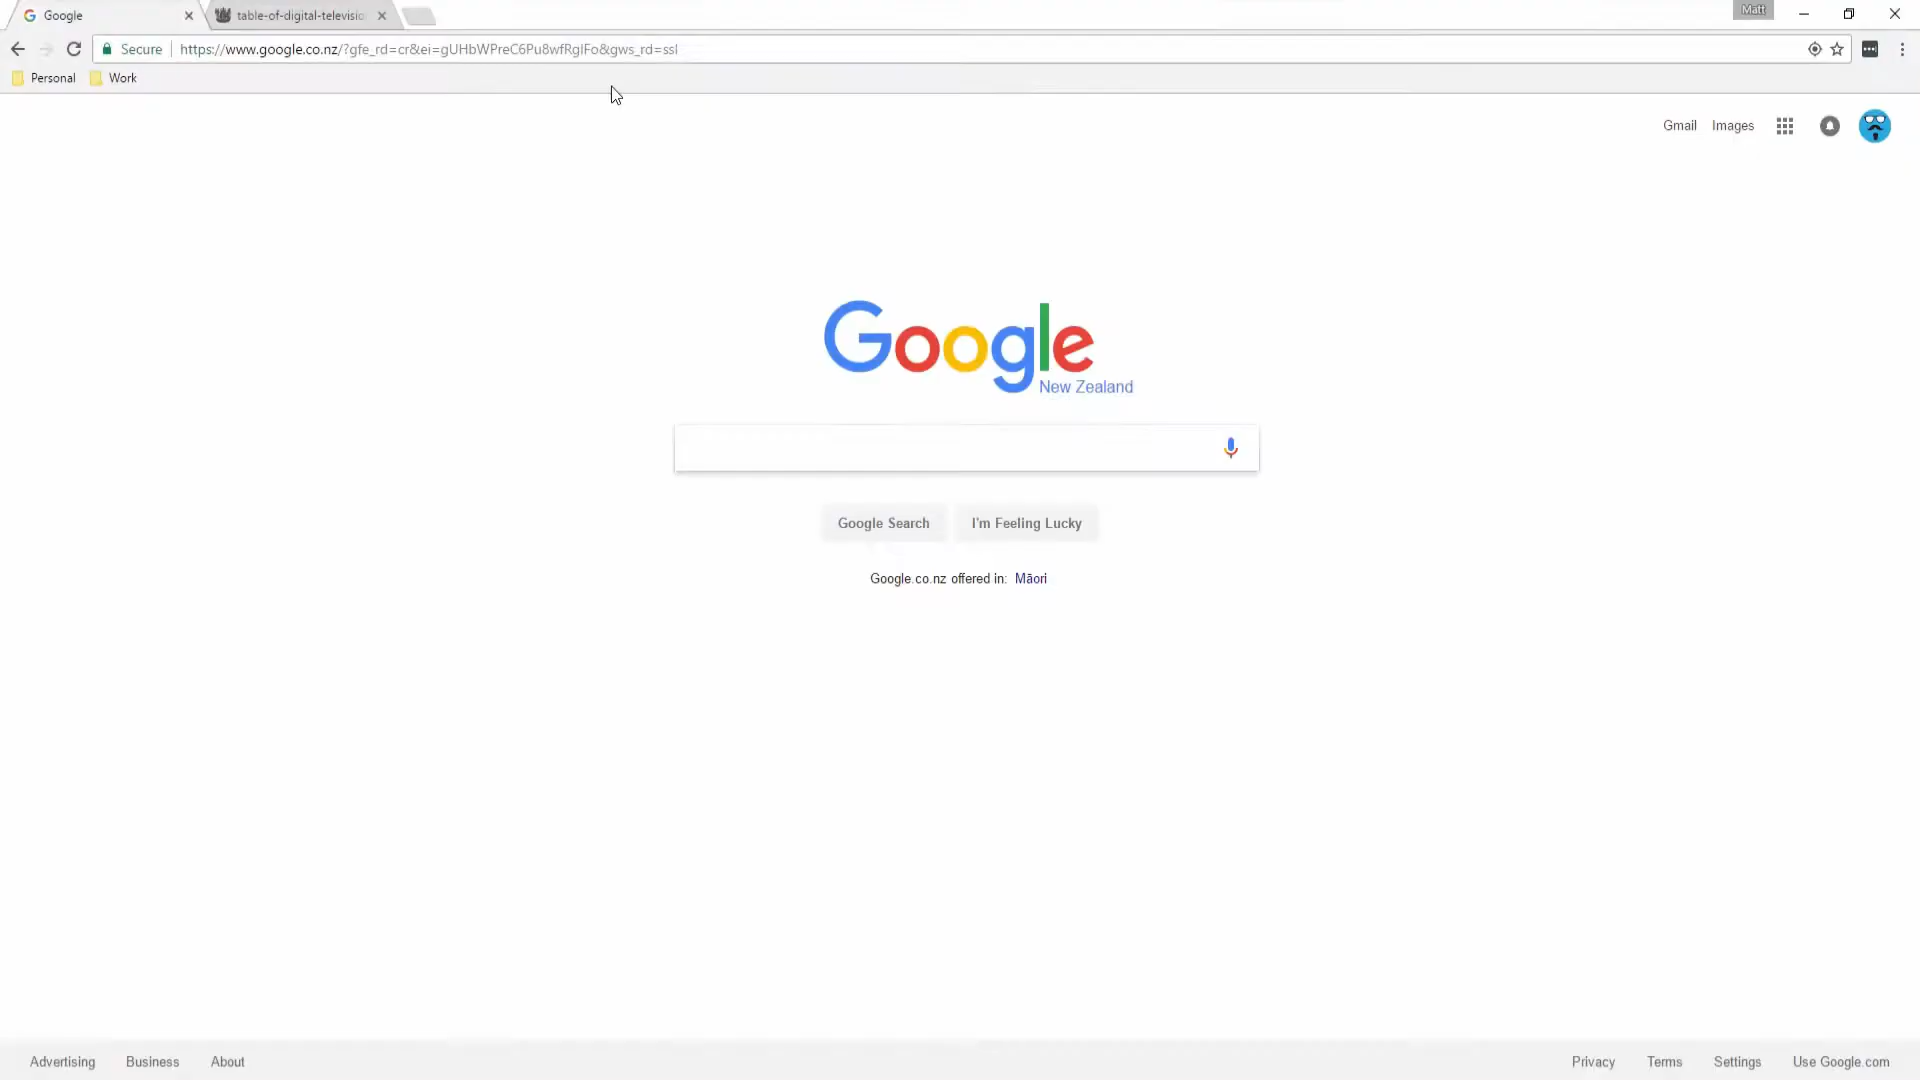 Google
table-of-digital-televisio
Matt
Secure
https://www.google.co.nz/?gfe_rd=cr&ei=gUHbWPreC6Pu8wfRgIFo&gws_rd=ssl
Personal
Work
Gmail
Images
Google
New Zealand
Google Search
I'm Feeling Lucky
Google.co.nz offered in: Māori
Advertising
Business
About
Privacy
Terms
Settings
Use Google.com